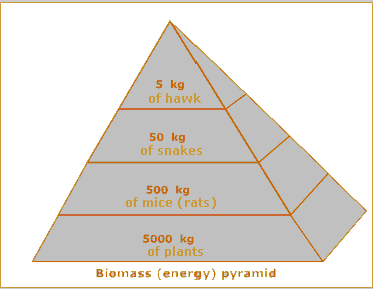 5 kg
of hawk
50 kg
of snakes
500 kg
of mice (rats)
5000 kg
of plants
Biomass (energy) pyramid